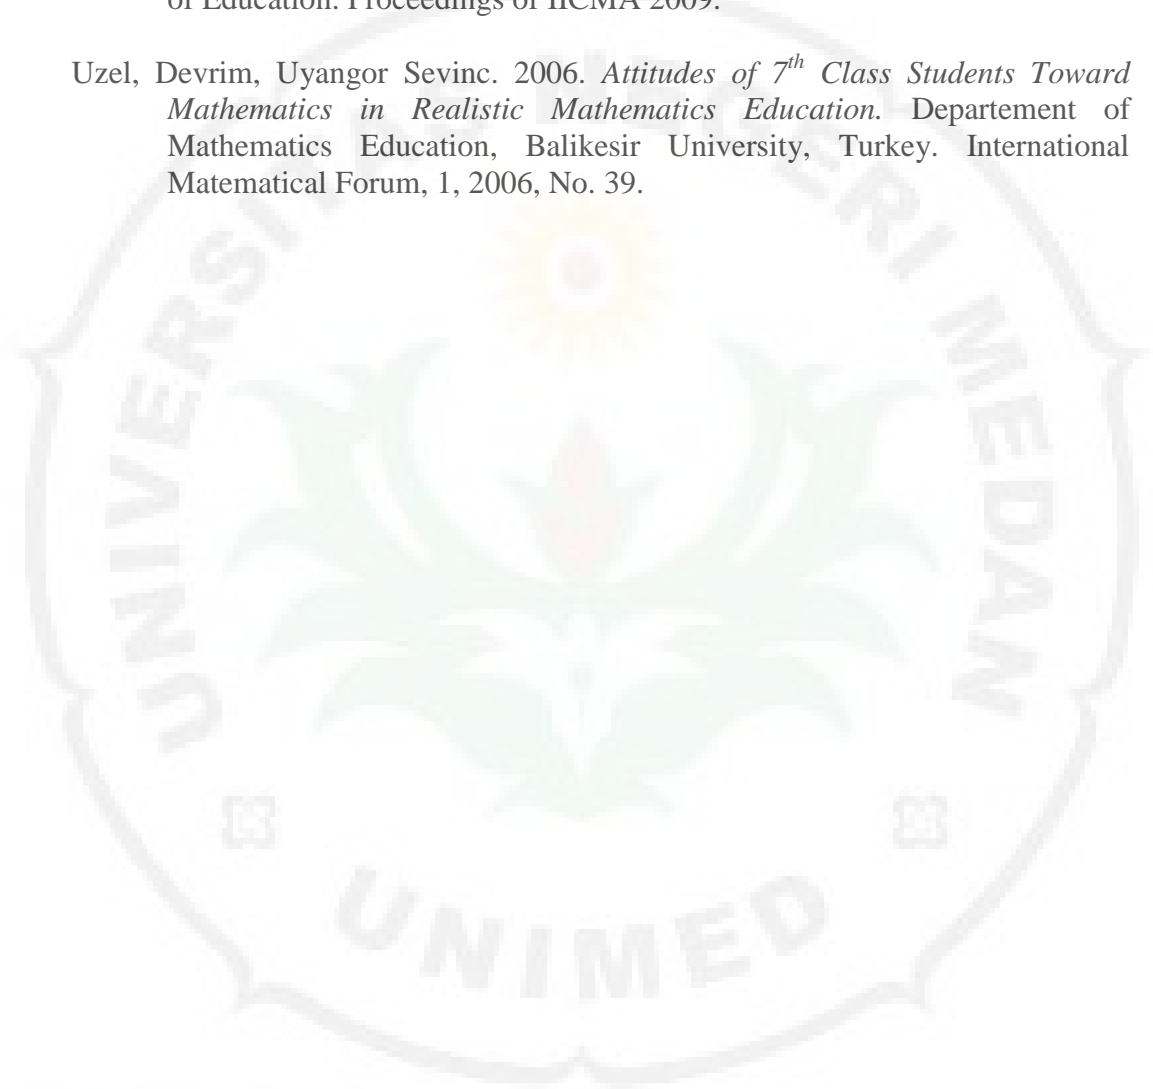 of Education. Proceedings of IICMA 2009.
Uzel, Devrim, Uyangor Sevinc. 2006. Attitudes of 7th Class Students Toward
Mathematics in Realistic Mathematics Education. Departement of
Mathematics Education, Balikesir University, Turkey. International
Matematical Forum, 1, 2006, No. 39.
UNIVERSITAS NEGERI MEDAN
UNIMED